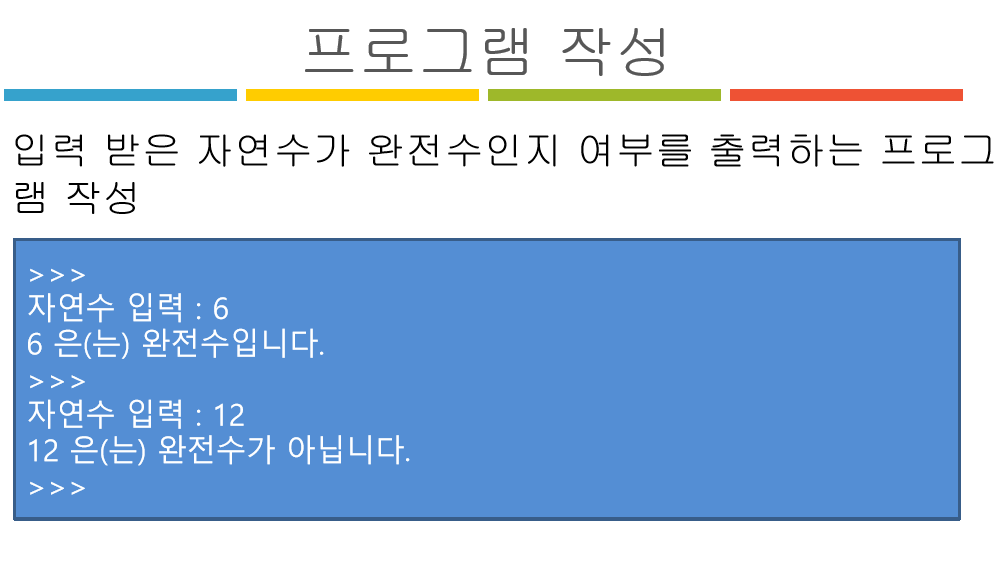 프로그램 작성
입력 받은 자연수가 완전수인지 여부를 출력하는 프로그
램 작성
>>>
자연수 입력 : 6
6 은(는) 완전수입니다.
>>>
자연수 입력 : 12
12 은(는) 완전수가 아닙니다.
>>>